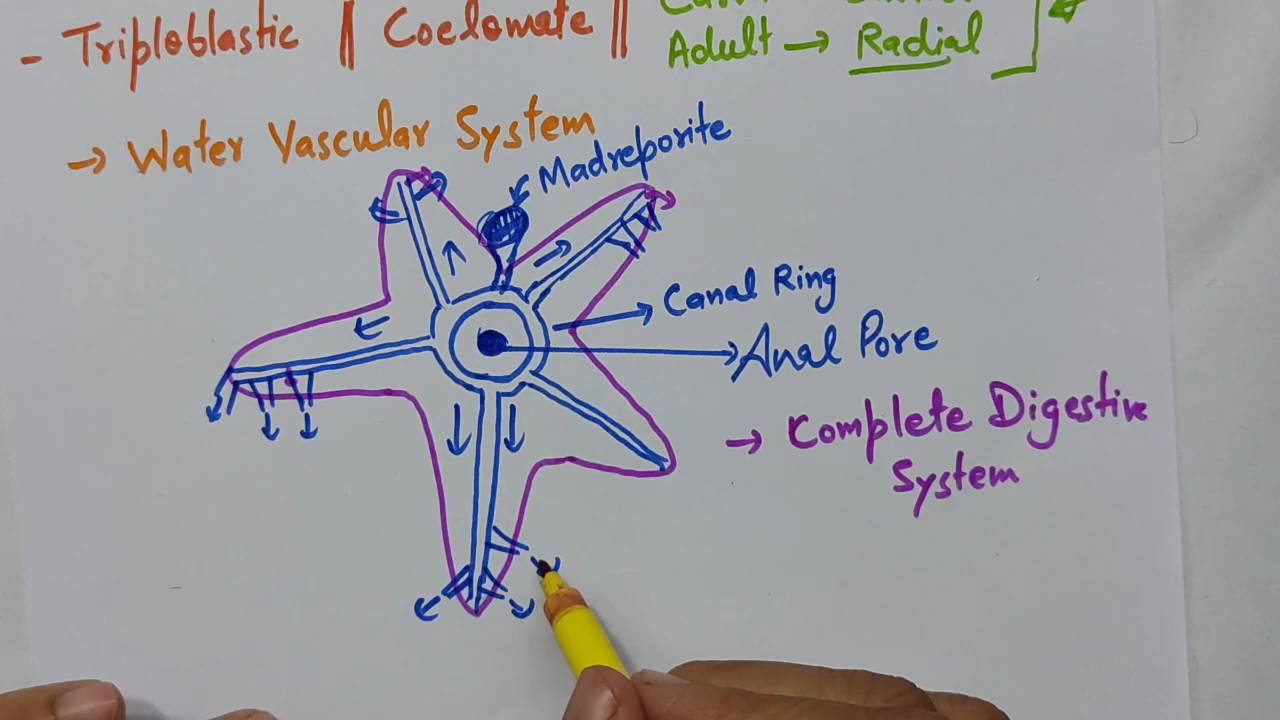 - Triploblastic || Coelomate ||
Adult → Radial
→ Water Vascular System
Madreporite
Canal Ring
Anal Pore
→ Complete Digestive
System